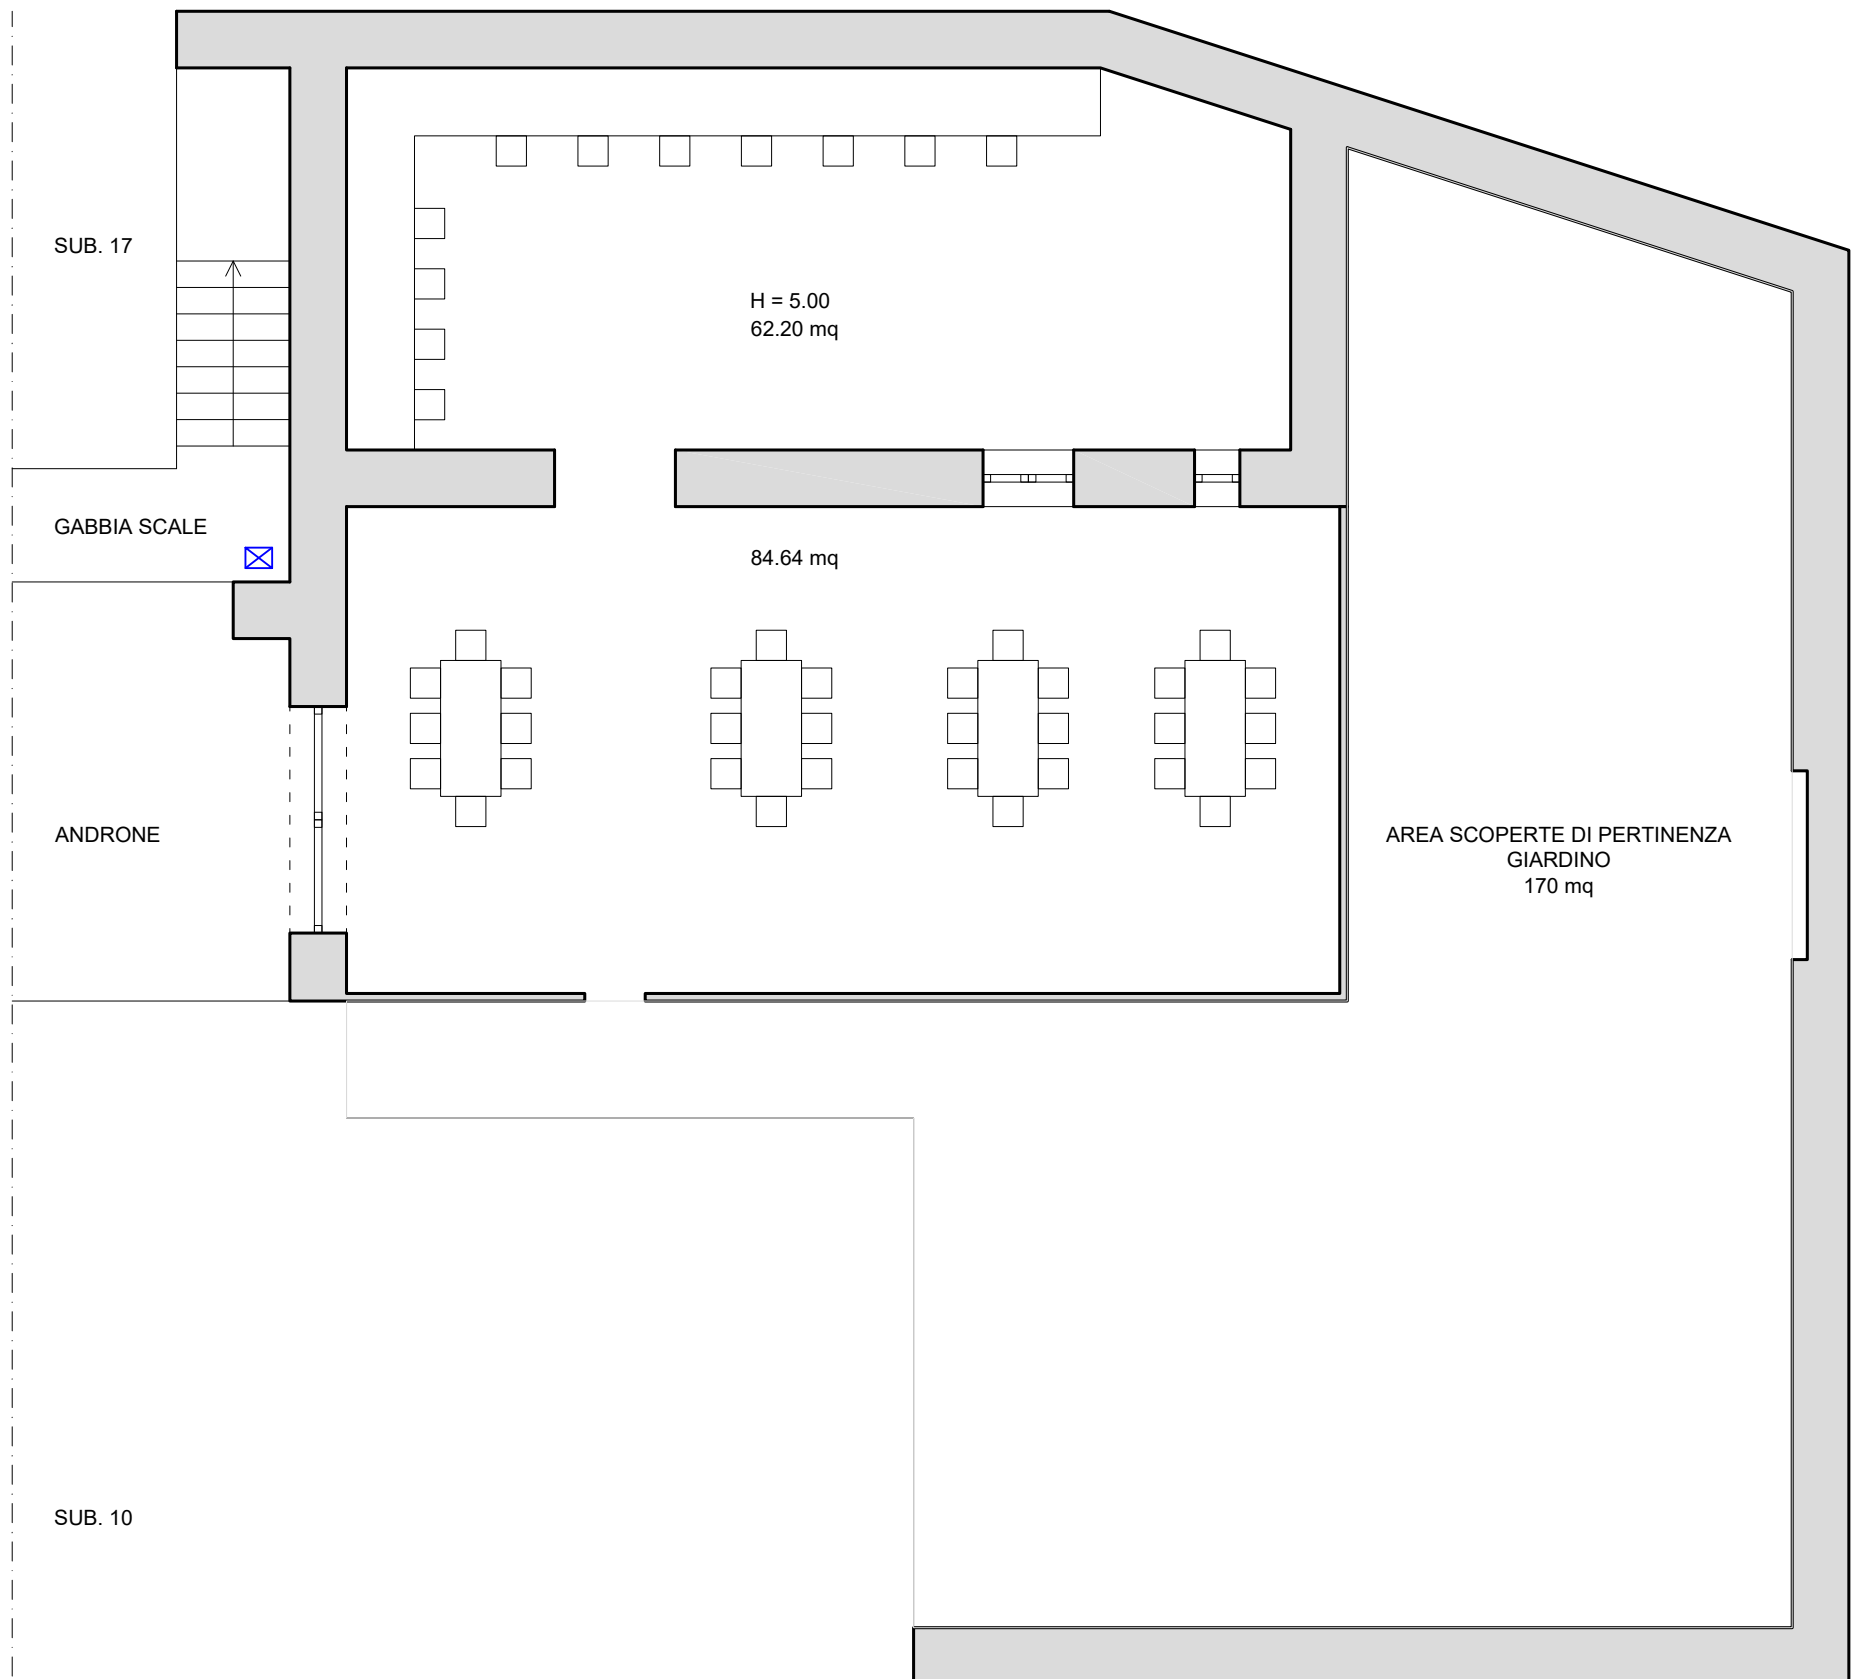 SUB. 17
H = 5.00
62.20 mq
GABBIA SCALE
84.64 mq
ANDRONE
AREA SCOPERTE DI PERTINENZA
GIARDINO
170 mq
SUB. 10